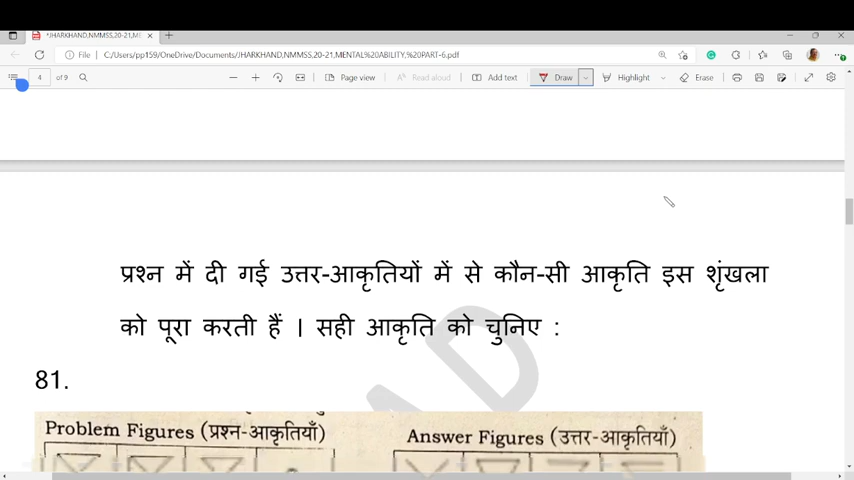 *JHARKHAND,NMMSS,20-21,MI
File
C:/Users/pp159/OneDrive/Documents/JHARKHAND,NMMSS,20-21,MENTAL%20ABILITY,%20PART-6.pdf
4 of 9
Page view
Read aloud
Add text
Draw
Highlight
Erase
प्रश्न में दी गई उत्तर-आकृतियों में से कौन-सी आकृति इस शृंखला
को पूरा करती हैं । सही आकृति को चुनिए :
81.
Problem Figures (प्रश्न-आकृतियाँ)
Answer Figures (उत्तर-आकृतियाँ)